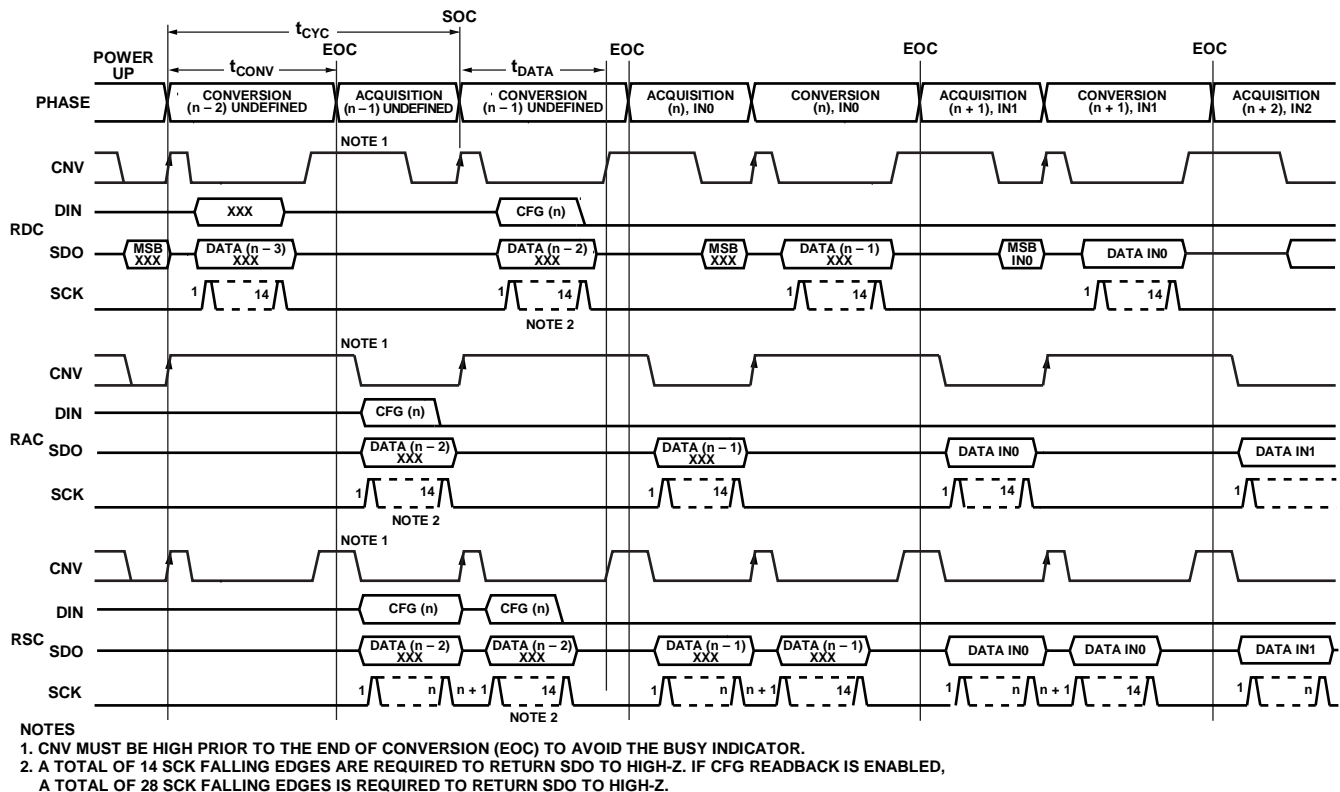 SOC
tCYC
POWER UP
EOC EOC EOC EOC
tCONV tDATA
PHASE
CONVERSION (n – 2) UNDEFINED
ACQUISITION (n – 1) UNDEFINED
CONVERSION (n – 1) UNDEFINED
ACQUISITION (n), IN0
CONVERSION (n), IN0
ACQUISITION (n + 1), IN1
CONVERSION (n + 1), IN1
ACQUISITION (n + 2), IN2
NOTE 1
CNV
RDC
DIN XXX CFG (n)
SDO MSB XXX DATA (n – 3) XXX DATA (n – 2) XXX MSB XXX DATA (n – 1) XXX MSB IN0 DATA IN0
SCK 1 14 1 14 1 14 1 14
NOTE 2
NOTE 1
CNV
RAC
DIN CFG (n)
SDO DATA (n – 2) XXX DATA (n – 1) XXX DATA IN0 DATA IN1
SCK 1 14 1 14 1 14 1
NOTE 2
NOTE 1
CNV
RSC
DIN CFG (n) CFG (n)
SDO DATA (n – 2) XXX DATA (n – 2) XXX DATA (n – 1) XXX DATA (n – 1) XXX DATA IN0 DATA IN0 DATA IN1
SCK 1 n n + 1 14 1 n n + 1 14 1 n n + 1 14 1 n
NOTE 2
NOTES
1. CNV MUST BE HIGH PRIOR TO THE END OF CONVERSION (EOC) TO AVOID THE BUSY INDICATOR.
2. A TOTAL OF 14 SCK FALLING EDGES ARE REQUIRED TO RETURN SDO TO HIGH-Z. IF CFG READBACK IS ENABLED,
A TOTAL OF 28 SCK FALLING EDGES IS REQUIRED TO RETURN SDO TO HIGH-Z.